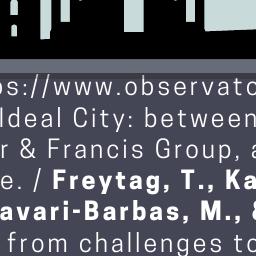 ps://www.observato
Ideal City: between
r & Francis Group, a
e. / Freytag, T., Ka
avari-Barbas, M., &
from challenges to